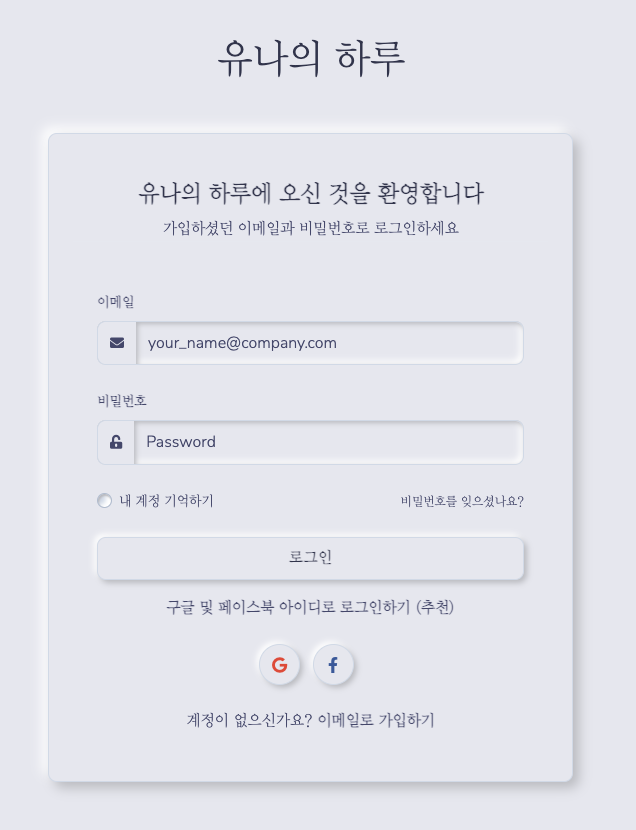 유나의 하루
유나의 하루에 오신 것을 환영합니다
가입하셨던 이메일과 비밀번호로 로그인하세요
이메일
your_name@company.com
비밀번호
Password
내 계정 기억하기
비밀번호를 잊으셨나요?
로그인
구글 및 페이스북 아이디로 로그인하기 (추천)
계정이 없으신가요? 이메일로 가입하기